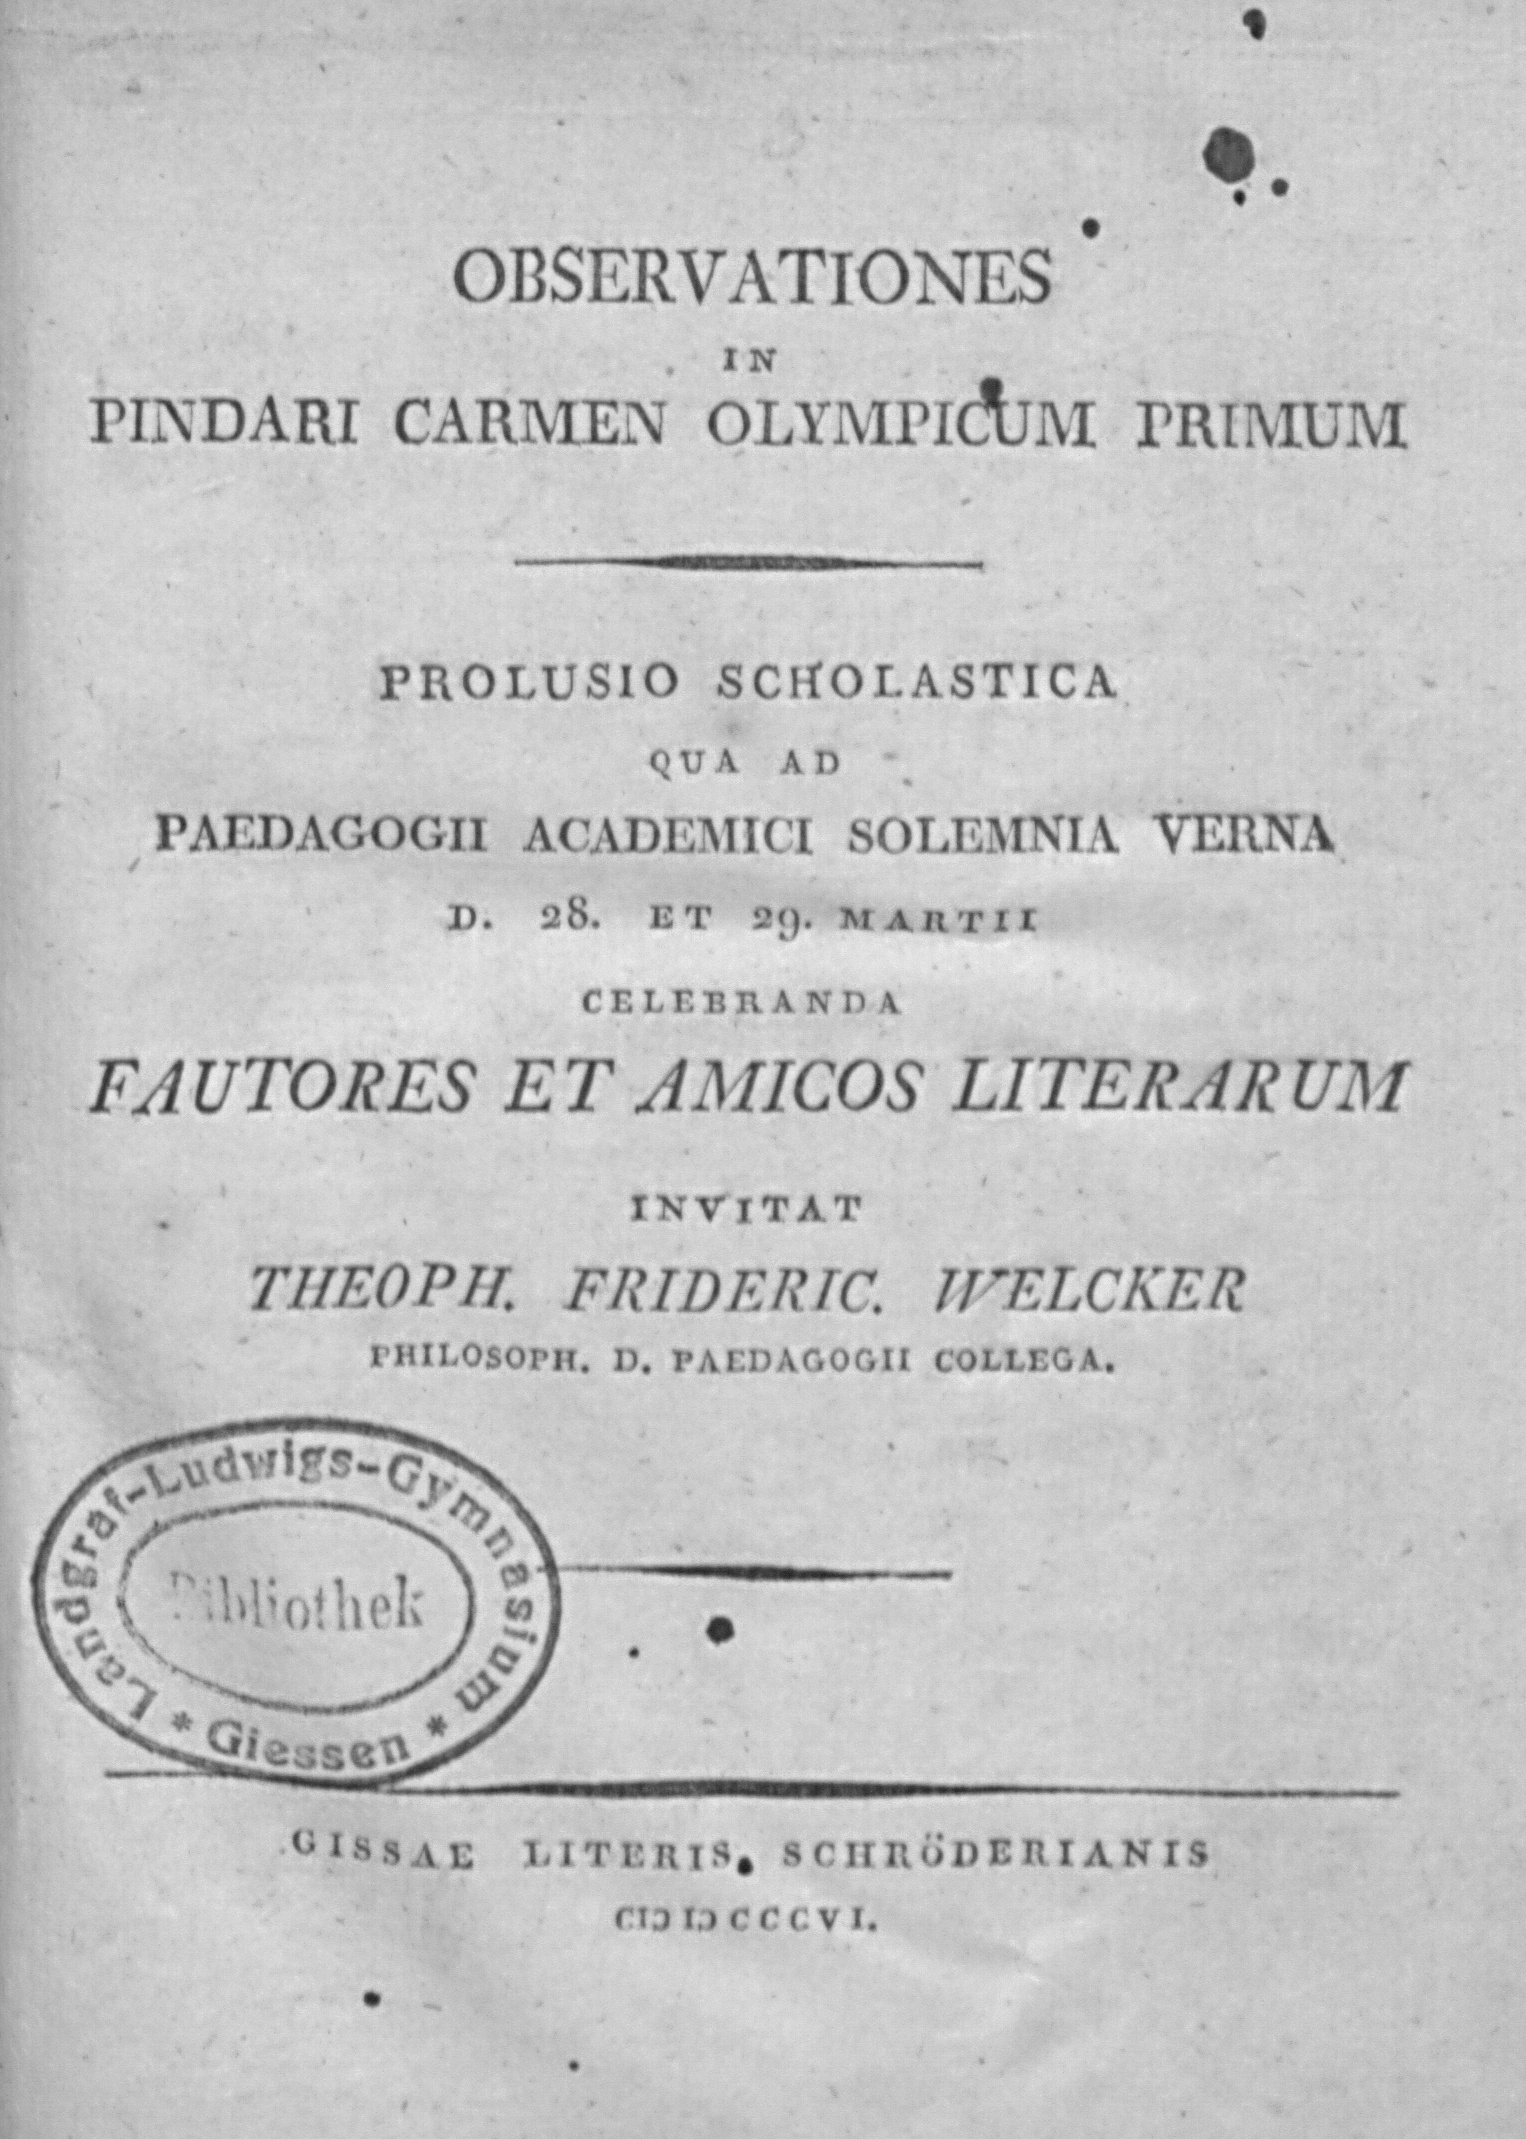 OBSERVATIONES
IN
PINDARI CARMEN OLYMPICUM PRIMUM
PROLUSIO SCHOLASTICA
QUA AD
PAEDAGOGII ACADEMICI SOLEMNIA VERNA
D. 28. ET 29. MARTII
CELEBRANDA
FAUTORES ET AMICOS LITERARUM
INVITAT
THEOPH. FRIDERIC. WELCKER
PHILOSOPH. D. PAEDAGOGII COLLEGA.
Landgraf-Ludwigs-Gymnasium
Bibliothek
* Giessen *
GISSAE LITERIS SCHRÖDERIANIS
CIↃIↃCCCVI.